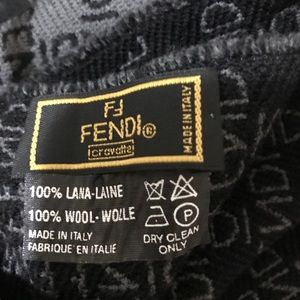 FF
FENDI®
cravatte
MADE IN ITALY
100% LANA-LAINE
100% WOOL-WOLLE
MADE IN ITALY
FABRIQUÉ EN ITALIE
P
DRY CLEAN
ONLY